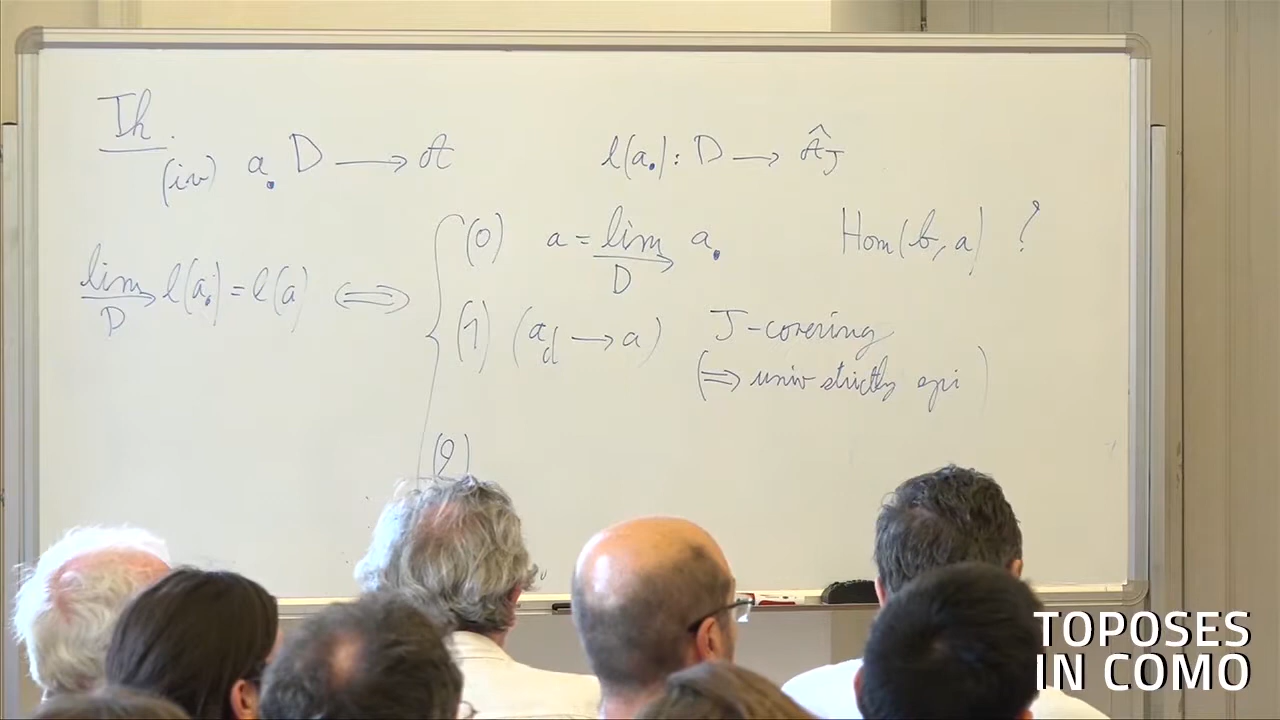 Th.
(iv) a. D ⟶ 𝒜 l(a.): D ⟶ 𝒜̂_J
(0) a = lim a. Hom(b, a) ?
⟶
D
lim l(a.) = l(a) ⟺
⟶
D
(1) (a_d ⟶ a) J-covering
(⟹ univ strictly epi)
(2)
TOPOSES
IN COMO